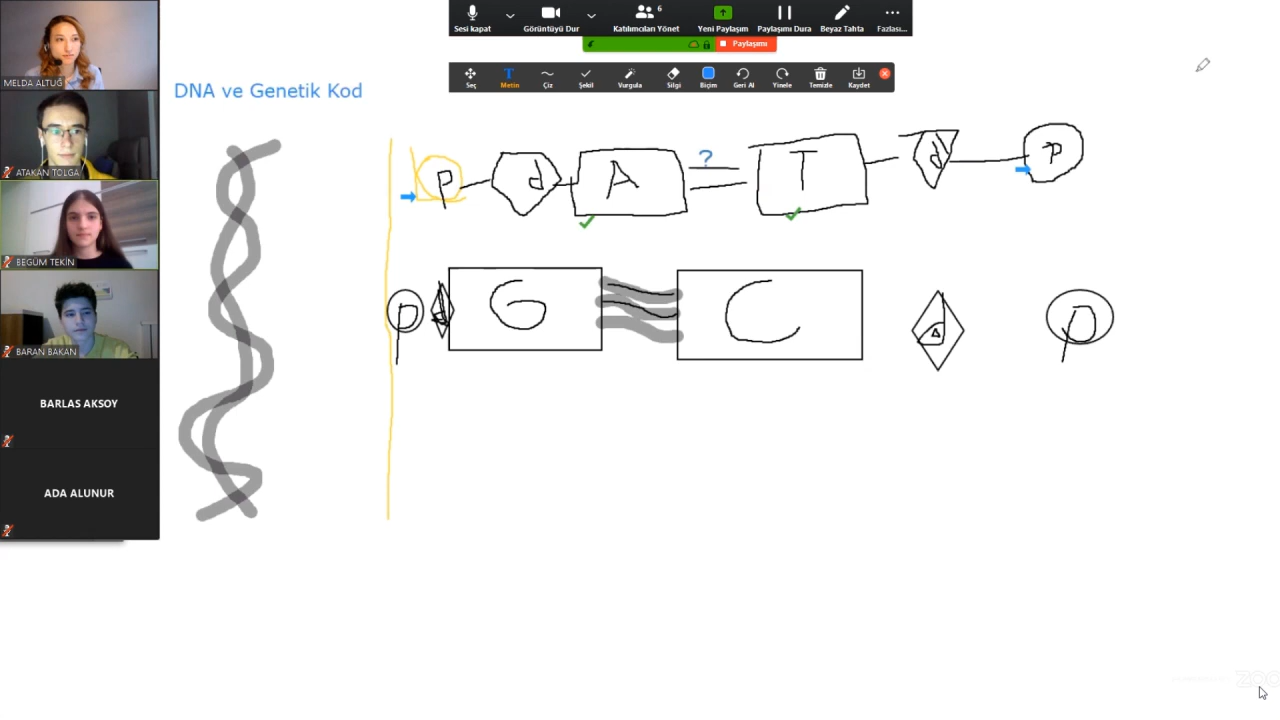 Sesi kapat Görüntüyü Dur Katılımcıları Yönet 6 Yeni Paylaşım Paylaşımı Dura Beyaz Tahta Fazlası...
Paylaşımı
Seç Metin Çiz Şekil Vurgula Silgi Biçim Geri Al Yinele Temizle Kaydet
MELDA ALTUĞ
ATAKAN TOLGA
BEGÜM TEKİN
BARAN BAKAN
BARLAS AKSOY
ADA ALUNUR
DNA ve Genetik Kod
p d A ? T d p
p d G C d p
zoo